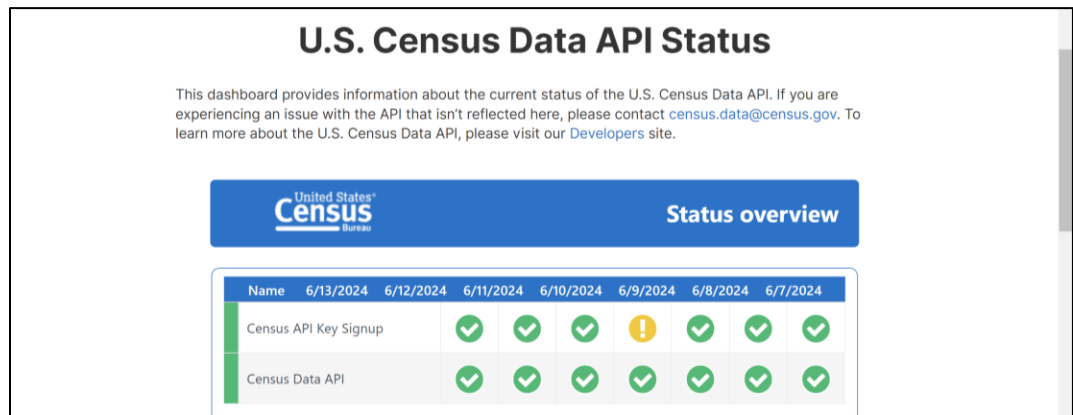 U.S. Census Data API Status
This dashboard provides information about the current status of the U.S. Census Data API. If you are
experiencing an issue with the API that isn't reflected here, please contact census.data@census.gov. To
learn more about the U.S. Census Data API, please visit our Developers site.
United States®
Census
Bureau
Status overview
Name 6/13/2024 6/12/2024 6/11/2024 6/10/2024 6/9/2024 6/8/2024 6/7/2024
Census API Key Signup
Census Data API